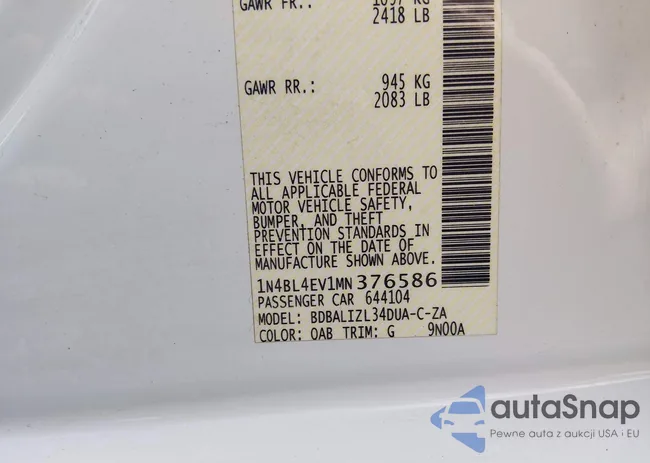 GAWR FR.: 1097 KG
2418 LB
GAWR RR.: 945 KG
2083 LB
THIS VEHICLE CONFORMS TO
ALL APPLICABLE FEDERAL
MOTOR VEHICLE SAFETY,
BUMPER, AND THEFT
PREVENTION STANDARDS IN
EFFECT ON THE DATE OF
MANUFACTURE SHOWN ABOVE.
1N4BL4EV1MN376586
PASSENGER CAR 644104
MODEL: BDBALIZL34DUA-C-ZA
COLOR: QAB TRIM: G 9N00A
autaSnap
Pewne auta z aukcji USA i EU